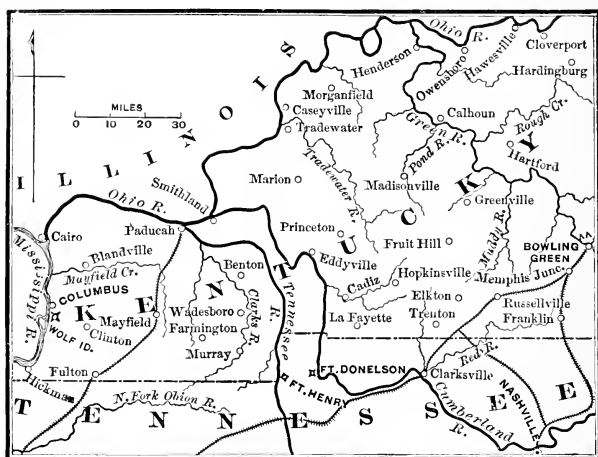 Ohio R.
Hawesville
Cloverport
Henderson
Owensboro
Hardingburg
MILES
0 10 20 30
Morganfield
Caseyville
Tradewater
Calhoun
Green R.
Rough Cr.
Hartford
Pond R.
ILLINOIS
Tradewater R.
Marion
Madisonville
Greenville
Smithland
Ohio R.
Muddy R.
KENTUCKY
Mississippi R.
Cairo
Paducah
Princeton
Fruit Hill
BOWLING
GREEN
Eddyville
Blandville
Mayfield Cr.
Benton
Tennessee R.
Hopkinsville
Memphis Junc.
COLUMBUS
Cadiz
Elkton
Russellville
Wadesboro
Clarks R.
La Fayette
Trenton
Franklin
Mayfield
WOLF ID.
Clinton
Farmington
Murray
Red R.
Fulton
FT. DONELSON
Clarksville
Hickman
FT. HENRY
NASHVILLE
N. Fork Obion R.
Cumberland
R.
TENNESSEE